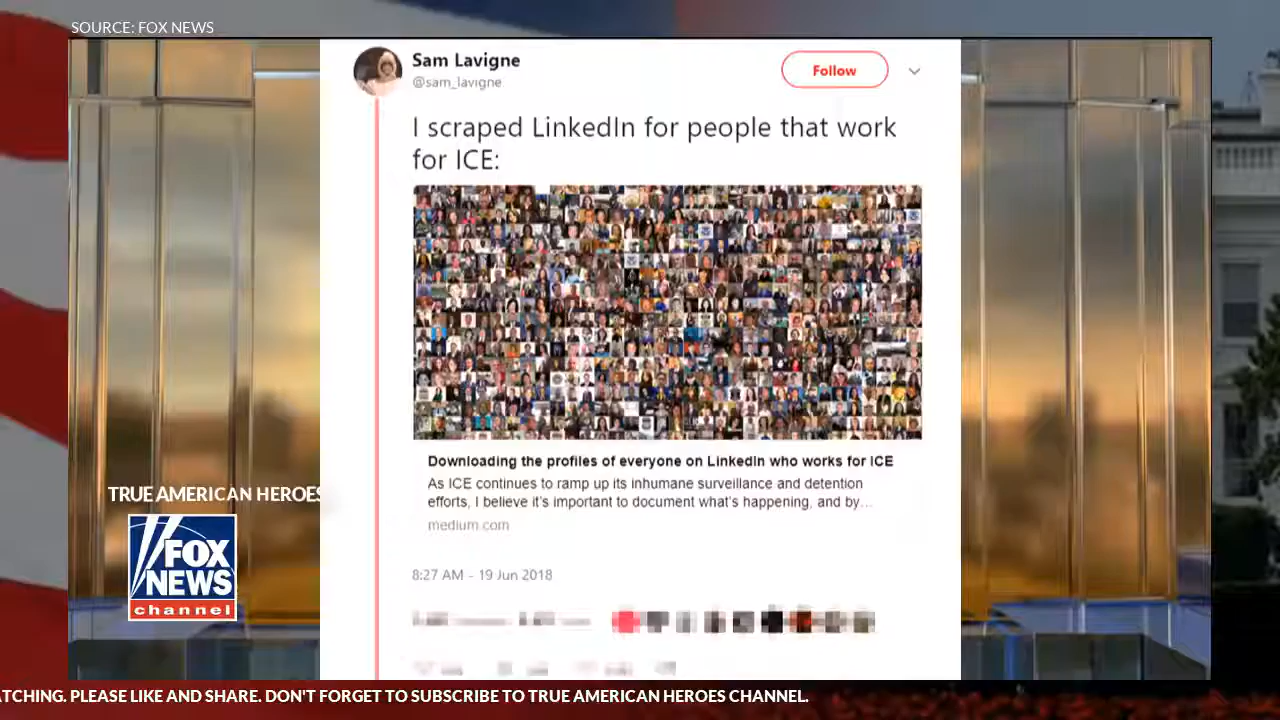 SOURCE: FOX NEWS
Sam Lavigne
@sam_lavigne
Follow
I scraped LinkedIn for people that work
for ICE:
Downloading the profiles of everyone on LinkedIn who works for ICE
As ICE continues to ramp up its inhumane surveillance and detention
efforts, I believe it's important to document what's happening, and by...
medium.com
8:27 AM - 19 Jun 2018
TRUE AMERICAN HEROES
FOX
NEWS
channel
ATCHING. PLEASE LIKE AND SHARE. DON'T FORGET TO SUBSCRIBE TO TRUE AMERICAN HEROES CHANNEL.